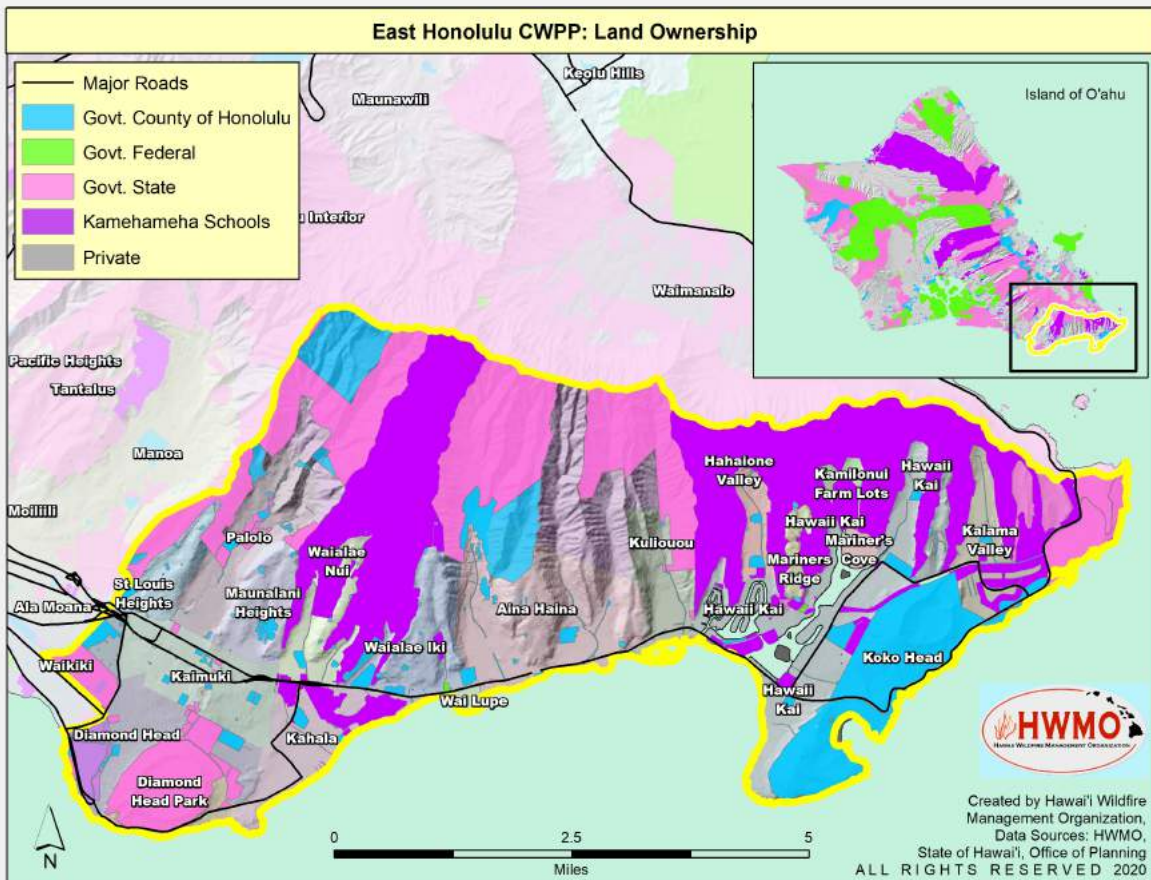 East Honolulu CWPP: Land Ownership
Major Roads
Govt. County of Honolulu
Govt. Federal
Govt. State
Kamehameha Schools
Private
Keolu Hills
Maunawili
Island of O'ahu
u Interior
Waimanalo
Pacific Heights
Tantalus
Manoa
Moiliili
Hahaione
Valley
Kamilonui
Farm Lots
Hawaii
Kai
Palolo
Waialae
Nui
Kuliouou
Hawaii Kai
Mariner's
Cove
Mariners
Ridge
Kalama
Valley
St Louis
Heights
Ala Moana
Maunalani
Heights
Aina Haina
Hawaii Kai
Waialae Iki
Koko Head
Waikiki
Kaimuki
Wai Lupe
Hawaii
Kai
Diamond Head
Kahala
Diamond
Head Park
HWMO
HAWAII WILDFIRE MANAGEMENT ORGANIZATION
N
0 2.5 5
Miles
Created by Hawai'i Wildfire
Management Organization,
Data Sources: HWMO,
State of Hawai'i, Office of Planning
ALL RIGHTS RESERVED 2020